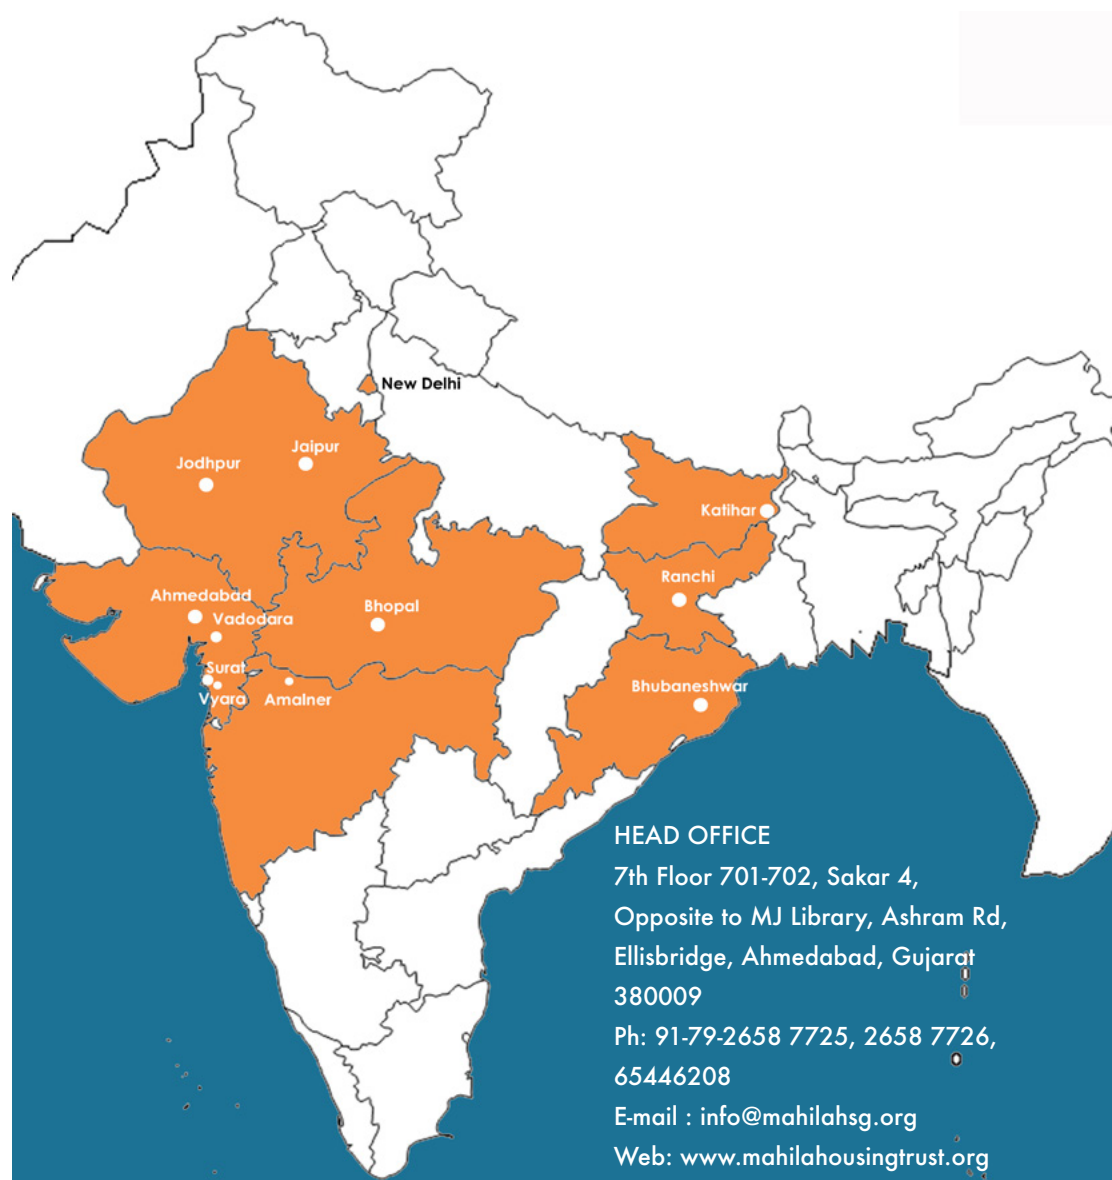 New Delhi
Jaipur
Jodhpur
Katihar
Ranchi
Ahmedabad
Bhopal
Vadodara
Surat
Vyara
Amalner
Bhubaneshwar
HEAD OFFICE
7th Floor 701-702, Sakar 4,
Opposite to MJ Library, Ashram Rd,
Ellisbridge, Ahmedabad, Gujarat
380009
Ph: 91-79-2658 7725, 2658 7726,
65446208
E-mail : info@mahilahsg.org
Web: www.mahilahousingtrust.org